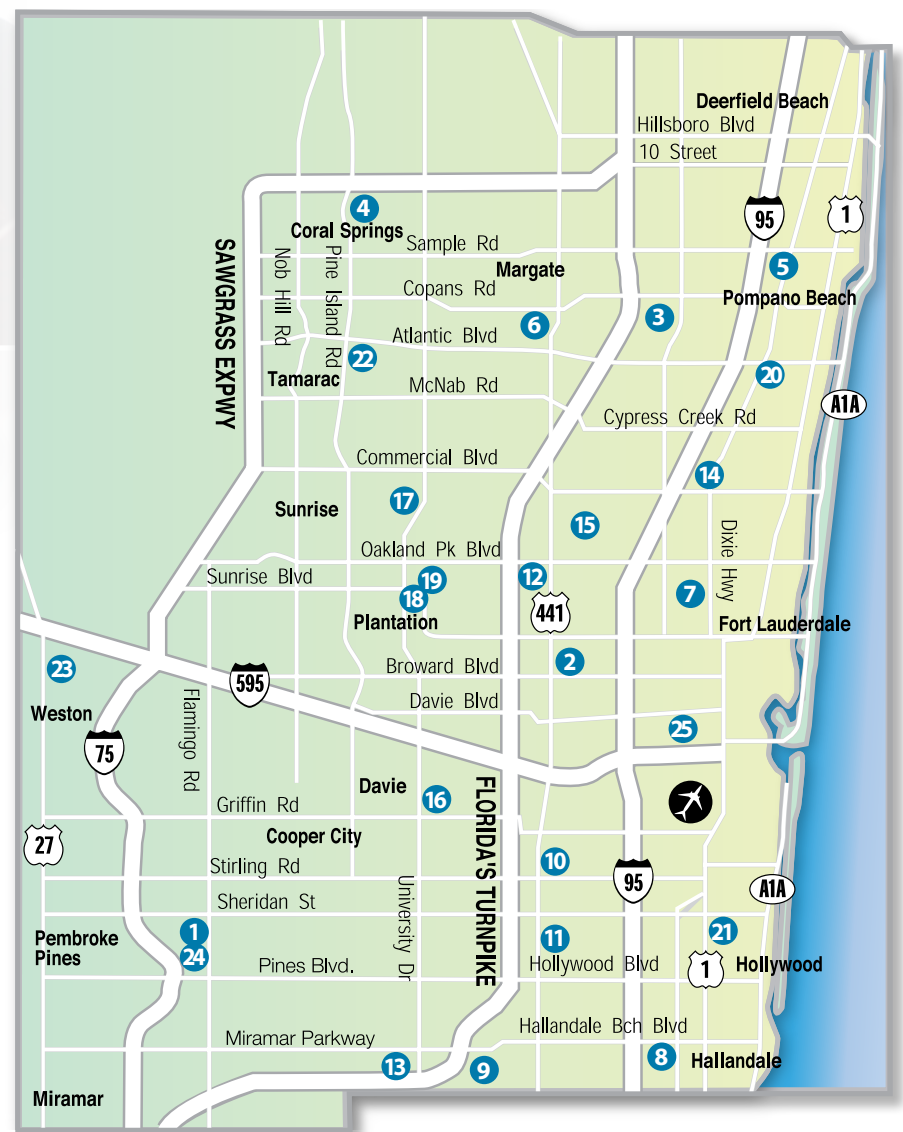 Deerfield Beach
Hillsboro Blvd
10 Street
4
Coral Springs
95
1
SAWGRASS EXPWY
Nob Hill Rd
Pine Island Rd
Sample Rd
Margate
5
Copans Rd
Pompano Beach
6
3
Atlantic Blvd
22
Tamarac
20
McNab Rd
A1A
Cypress Creek Rd
Commercial Blvd
14
17
Sunrise
15
Dixie Hwy
Oakland Pk Blvd
Sunrise Blvd
19
12
18
7
441
Plantation
Fort Lauderdale
23
Broward Blvd
2
595
Weston
Flamingo Rd
Davie Blvd
25
75
Davie
16
FLORIDA'S TURNPIKE
Griffin Rd
Cooper City
27
10
Stirling Rd
95
A1A
Sheridan St
University Dr
1
Pembroke
Pines
24
11
21
Pines Blvd.
Hollywood Blvd
1
Hollywood
Hallandale Bch Blvd
Miramar Parkway
13
9
8
Hallandale
Miramar